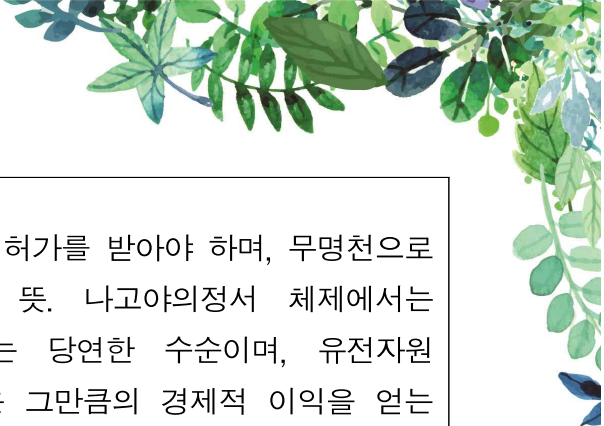 허가를 받아야 하며, 무명천으로
뜻. 나고야의정서 체제에서는
는 당연한 수순이며, 유전자원
그만큼의 경제적 이익을 얻는